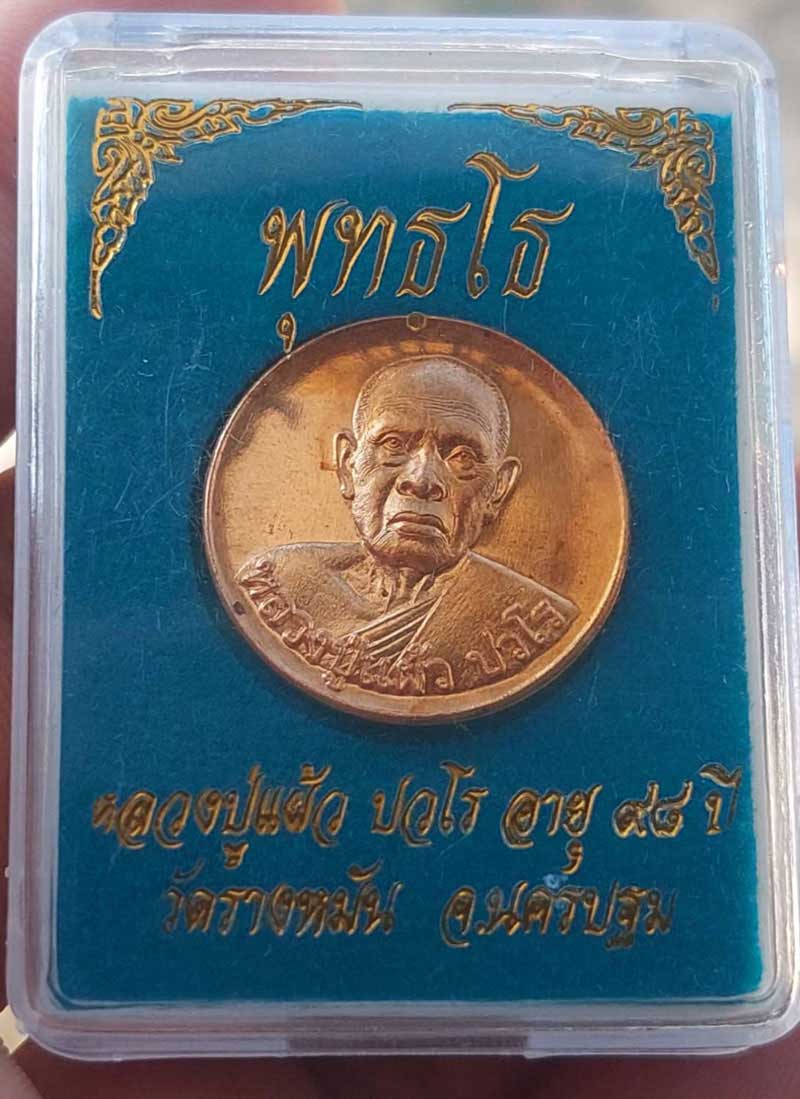 พุทธโธ
หลวงปู่แผ้ว ปวโร
หลวงปู่แผ้ว ปวโร อายุ ๙๘ ปี
วัดรางหมัน จ.นครปฐม